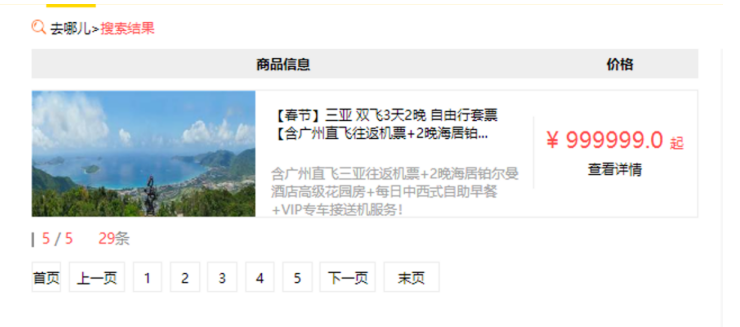 去哪儿>搜索结果
商品信息 价格
【春节】三亚 双飞3天2晚 自由行套票
【含广州直飞往返机票+2晚海居铂...
¥ 999999.0 起
查看详情
含广州直飞三亚往返机票+2晚海居铂尔曼
酒店高级花园房+每日中西式自助早餐
+VIP专车接送机服务!
| 5 / 5 29条
首页 上一页 1 2 3 4 5 下一页 末页